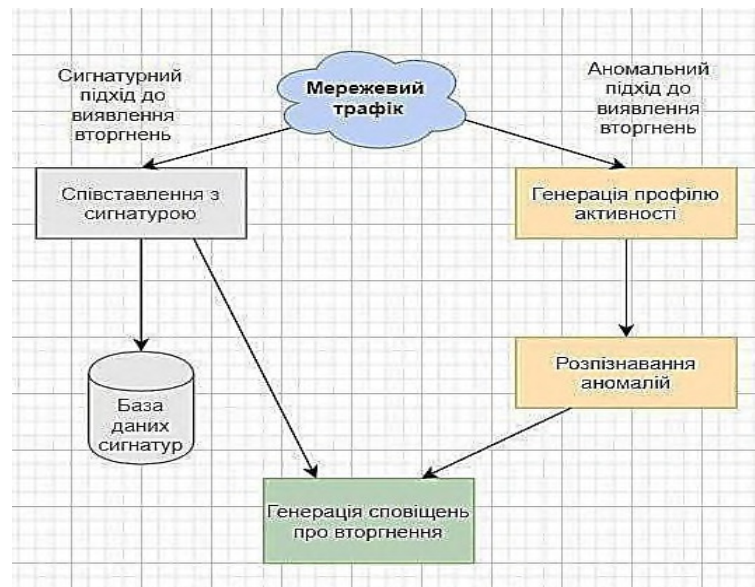 Сигнатурний
підхід до
виявлення
вторгнень
Мережевий
трафік
Аномальний
підхід до
виявлення
вторгнень
Співставлення з
сигнатурою
Генерація профілю
активності
База
даних
сигнатур
Розпізнавання
аномалій
Генерація сповіщень
про вторгнення